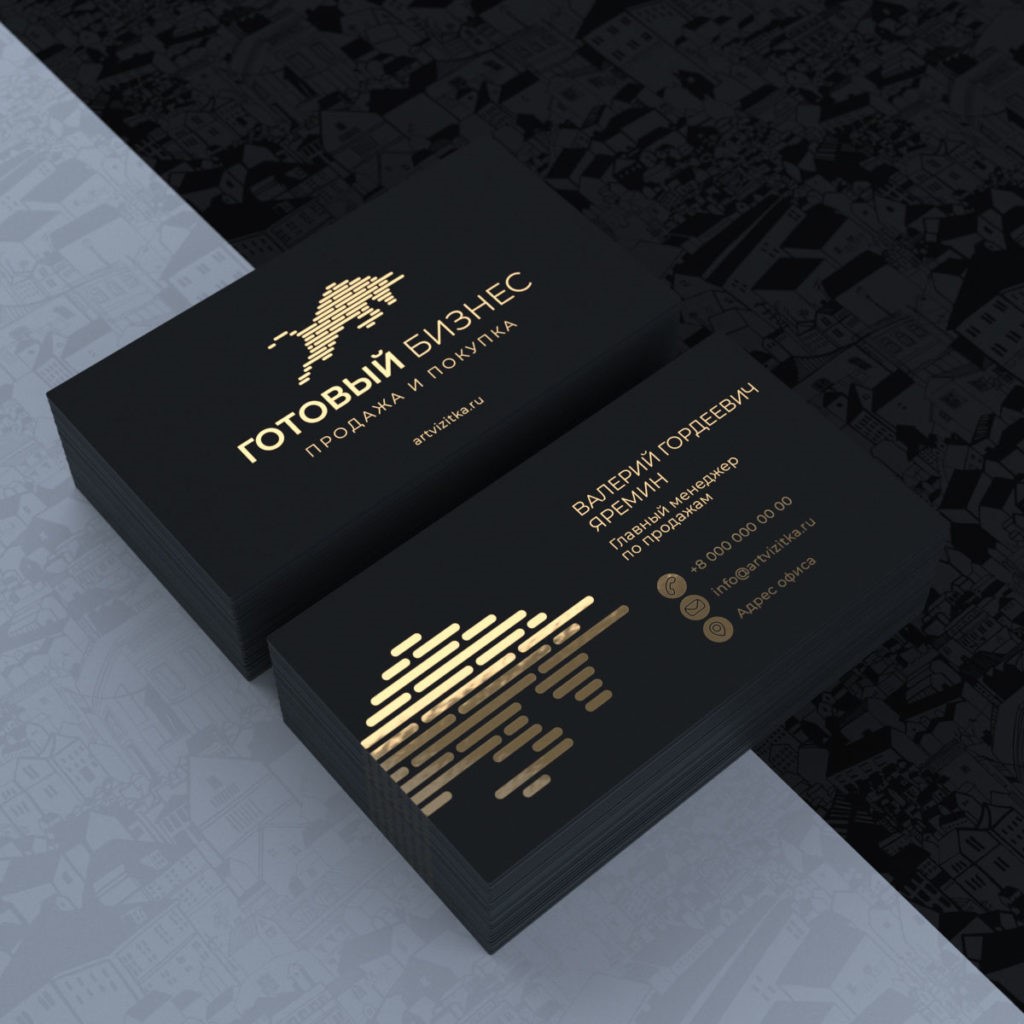 ГОТОВЫЙ БИЗНЕС
ПРОДАЖА И ПОКУПКА
artvizitka.ru
ВАЛЕРИЙ ГОРДЕЕВИЧ
ЯРЕМИН
Главный менеджер
по продажам
+8 000 000 00 00
info@artvizitka.ru
Адрес офиса